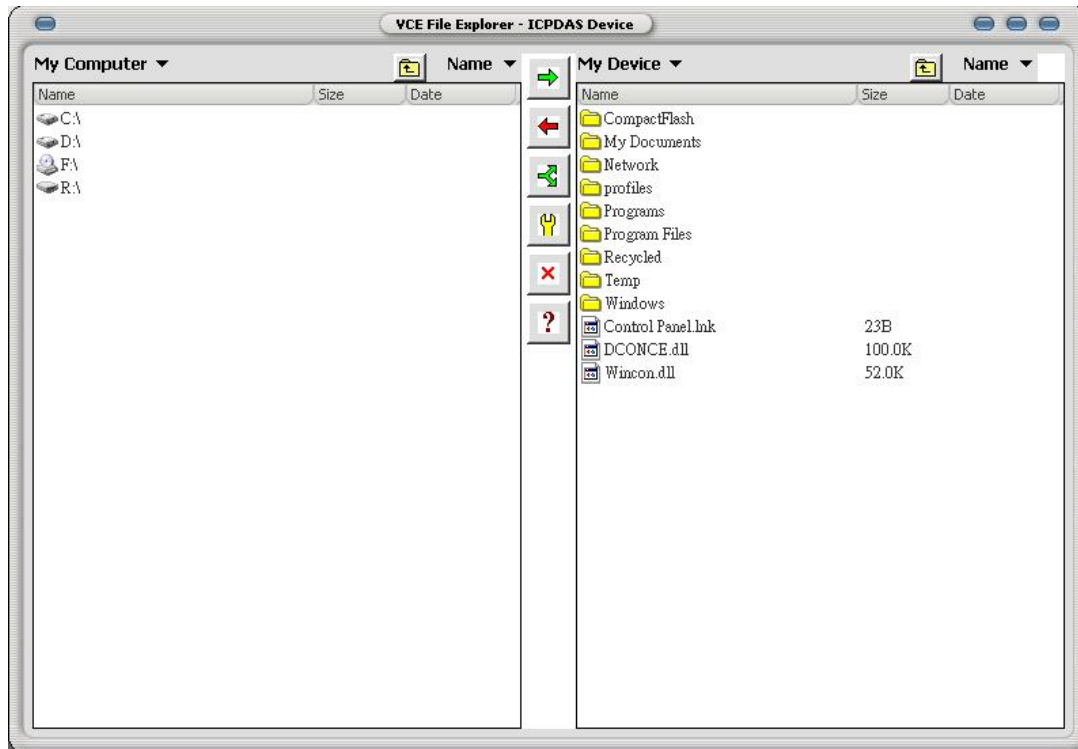 VCE File Explorer - ICPDAS Device
My Computer Name
Name Size Date
C:\
D:\
F:\
R:\
?
My Device Name
Name Size Date
CompactFlash
My Documents
Network
profiles
Programs
Program Files
Recycled
Temp
Windows
Control Panel.lnk 23B
DCONCE.dll 100.0K
Wincon.dll 52.0K